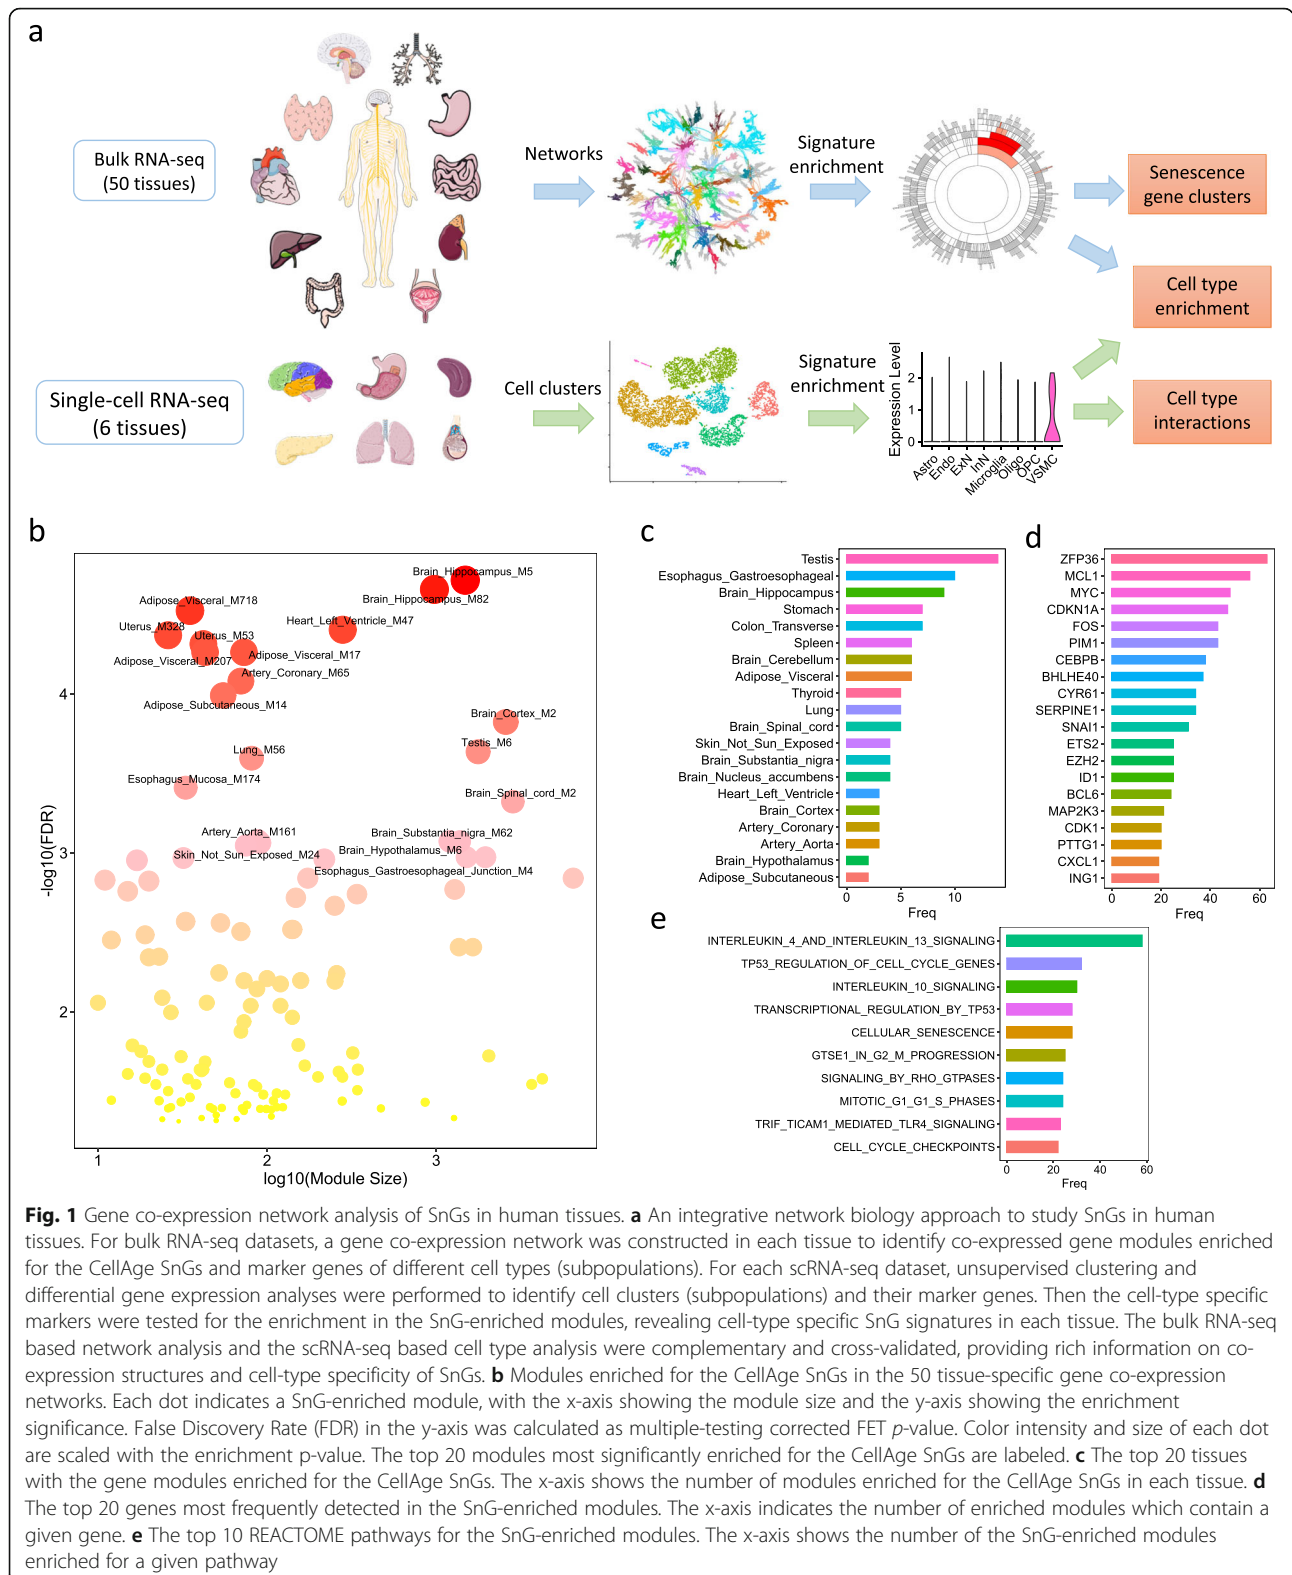 a
Bulk RNA-seq
(50 tissues)
Networks
Signature
enrichment
Senescence
gene clusters
Cell type
enrichment
Single-cell RNA-seq
(6 tissues)
Cell clusters
Signature
enrichment
Expression Level
2
1
0
Astro
Endo
ExN
InN
Microglia
Oligo
OPC
VSMC
Cell type
interactions
b
Brain_Hippocampus_M5
Brain_Hippocampus_M82
Adipose_Visceral_M718
Uterus_M328
Uterus_M53
Heart_Left_Ventricle_M47
Adipose_Visceral_M207
Adipose_Visceral_M17
Artery_Coronary_M65
Adipose_Subcutaneous_M14
Brain_Cortex_M2
Testis_M6
Lung_M56
Esophagus_Mucosa_M174
Brain_Spinal_cord_M2
Artery_Aorta_M161
Brain_Substantia_nigra_M62
Skin_Not_Sun_Exposed_M24
Brain_Hypothalamus_M6
Esophagus_Gastroesophageal_Junction_M4
4
3
2
-log10(FDR)
1
2
3
log10(Module Size)
c
Testis
Esophagus_Gastroesophageal
Brain_Hippocampus
Stomach
Colon_Transverse
Spleen
Brain_Cerebellum
Adipose_Visceral
Thyroid
Lung
Brain_Spinal_cord
Skin_Not_Sun_Exposed
Brain_Substantia_nigra
Brain_Nucleus_accumbens
Heart_Left_Ventricle
Brain_Cortex
Artery_Coronary
Artery_Aorta
Brain_Hypothalamus
Adipose_Subcutaneous
0
5
10
Freq
d
ZFP36
MCL1
MYC
CDKN1A
FOS
PIM1
CEBPB
BHLHE40
CYR61
SERPINE1
SNAI1
ETS2
EZH2
ID1
BCL6
MAP2K3
CDK1
PTTG1
CXCL1
ING1
0
20
40
60
Freq
e
INTERLEUKIN_4_AND_INTERLEUKIN_13_SIGNALING
TP53_REGULATION_OF_CELL_CYCLE_GENES
INTERLEUKIN_10_SIGNALING
TRANSCRIPTIONAL_REGULATION_BY_TP53
CELLULAR_SENESCENCE
GTSE1_IN_G2_M_PROGRESSION
SIGNALING_BY_RHO_GTPASES
MITOTIC_G1_G1_S_PHASES
TRIF_TICAM1_MEDIATED_TLR4_SIGNALING
CELL_CYCLE_CHECKPOINTS
0
20
40
60
Freq
Fig. 1 Gene co-expression network analysis of SnGs in human tissues. a An integrative network biology approach to study SnGs in human
tissues. For bulk RNA-seq datasets, a gene co-expression network was constructed in each tissue to identify co-expressed gene modules enriched
for the CellAge SnGs and marker genes of different cell types (subpopulations). For each scRNA-seq dataset, unsupervised clustering and
differential gene expression analyses were performed to identify cell clusters (subpopulations) and their marker genes. Then the cell-type specific
markers were tested for the enrichment in the SnG-enriched modules, revealing cell-type specific SnG signatures in each tissue. The bulk RNA-seq
based network analysis and the scRNA-seq based cell type analysis were complementary and cross-validated, providing rich information on co-
expression structures and cell-type specificity of SnGs. b Modules enriched for the CellAge SnGs in the 50 tissue-specific gene co-expression
networks. Each dot indicates a SnG-enriched module, with the x-axis showing the module size and the y-axis showing the enrichment
significance. False Discovery Rate (FDR) in the y-axis was calculated as multiple-testing corrected FET p-value. Color intensity and size of each dot
are scaled with the enrichment p-value. The top 20 modules most significantly enriched for the CellAge SnGs are labeled. c The top 20 tissues
with the gene modules enriched for the CellAge SnGs. The x-axis shows the number of modules enriched for the CellAge SnGs in each tissue. d
The top 20 genes most frequently detected in the SnG-enriched modules. The x-axis indicates the number of enriched modules which contain a
given gene. e The top 10 REACTOME pathways for the SnG-enriched modules. The x-axis shows the number of the SnG-enriched modules
enriched for a given pathway